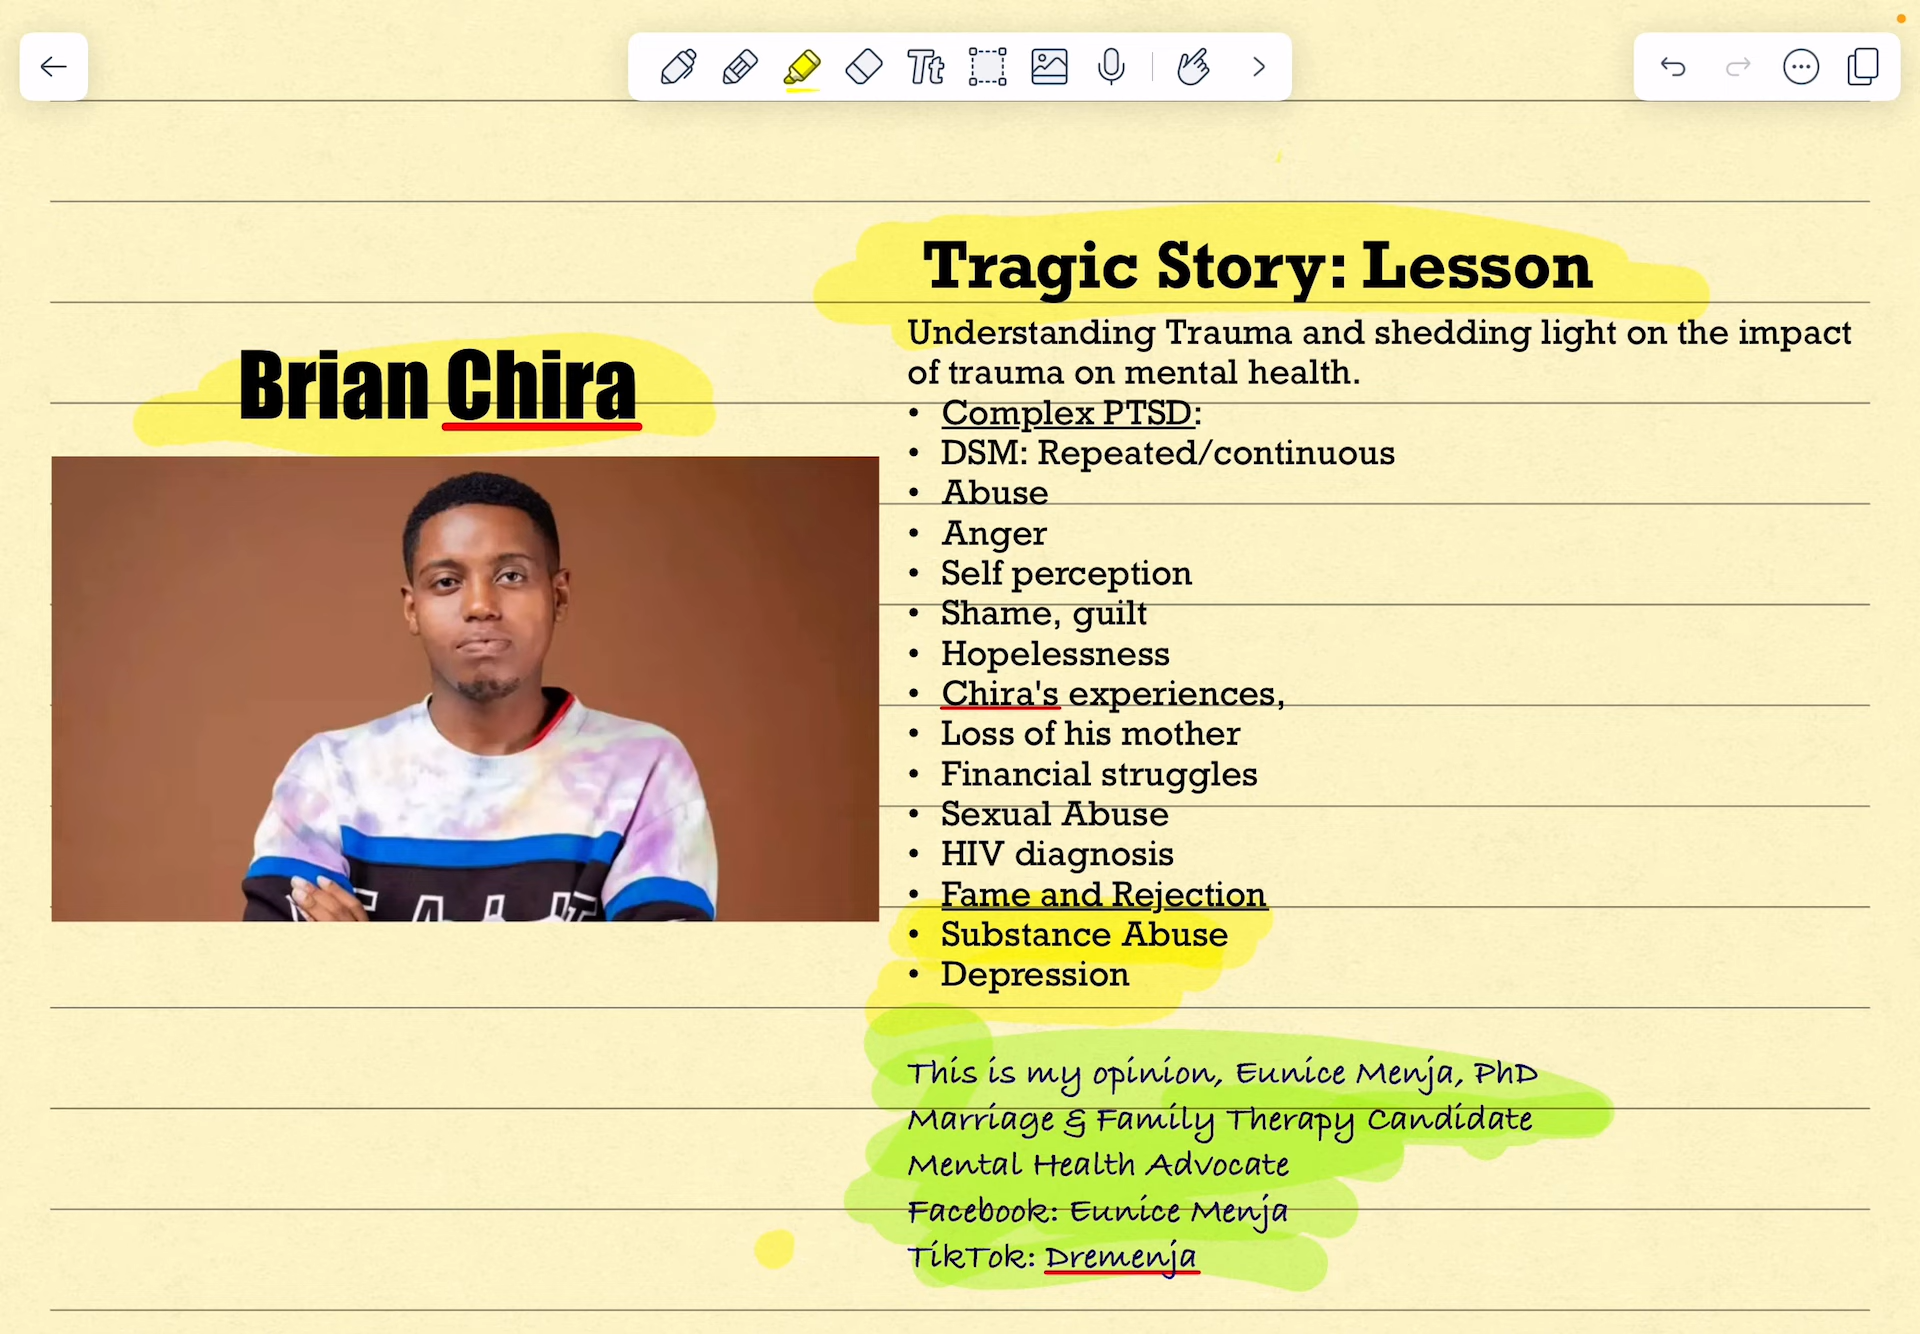 Tt
Brian Chira
Tragic Story: Lesson
Understanding Trauma and shedding light on the impact
of trauma on mental health.
• Complex PTSD:
• DSM: Repeated/continuous
• Abuse
• Anger
• Self perception
• Shame, guilt
• Hopelessness
• Chira's experiences,
• Loss of his mother
• Financial struggles
• Sexual Abuse
• HIV diagnosis
• Fame and Rejection
• Substance Abuse
• Depression
This is my opinion, Eunice Menja, PhD
Marriage & Family Therapy Candidate
Mental Health Advocate
Facebook: Eunice Menja
TikTok: Dremenja